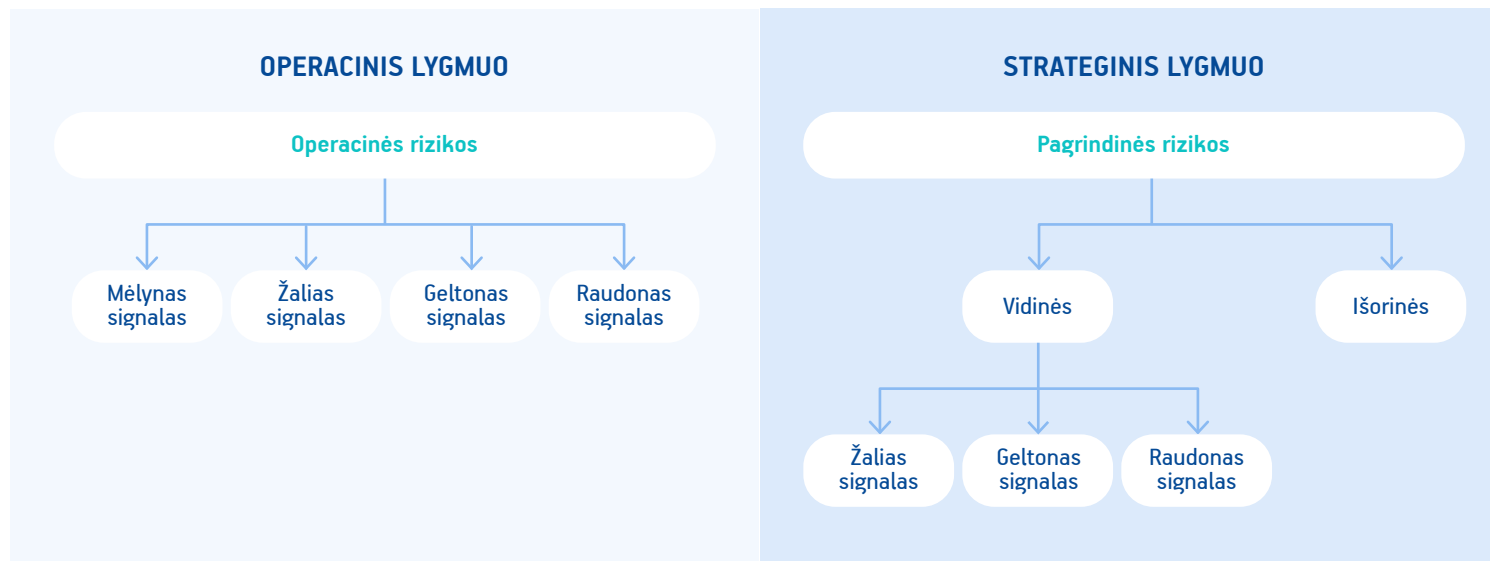 OPERACINIS LYGMUO
Operacinės rizikos
Mėlynas
signalas
Žalias
signalas
Geltonas
signalas
Raudonas
signalas
STRATEGINIS LYGMUO
Pagrindinės rizikos
Vidinės
Išorinės
Žalias
signalas
Geltonas
signalas
Raudonas
signalas